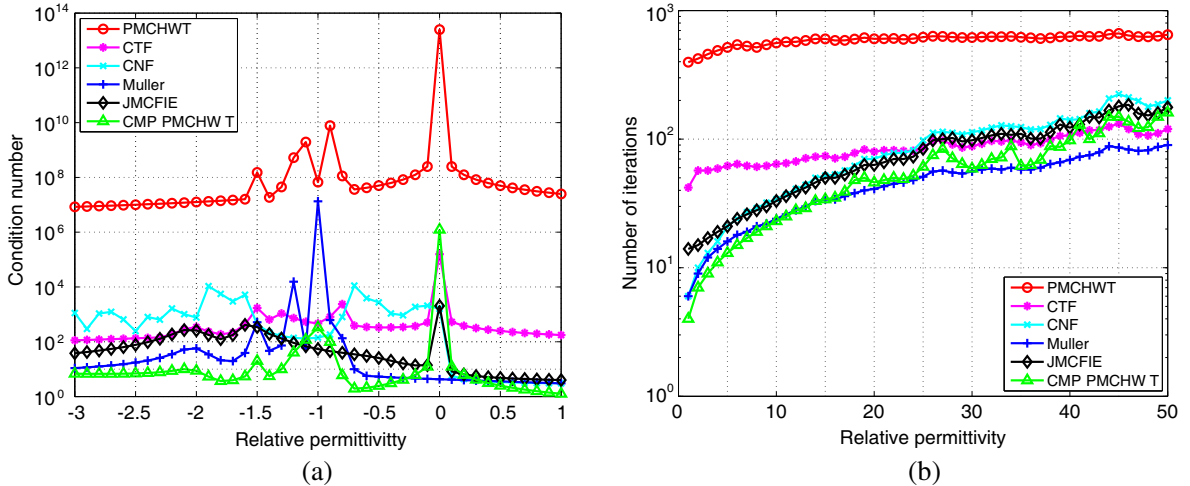 10^14
10^12
10^10
10^8
10^6
10^4
10^2
10^0
Condition number
PMCHWT
CTF
CNF
Muller
JMCFIE
CMP PMCHW T
-3 -2.5 -2 -1.5 -1 -0.5 0 0.5 1
Relative permittivitty
(a)
10^3
10^2
10^1
10^0
Number of iterations
PMCHWT
CTF
CNF
Muller
JMCFIE
CMP PMCHW T
0 10 20 30 40 50
Relative permittivity
(b)